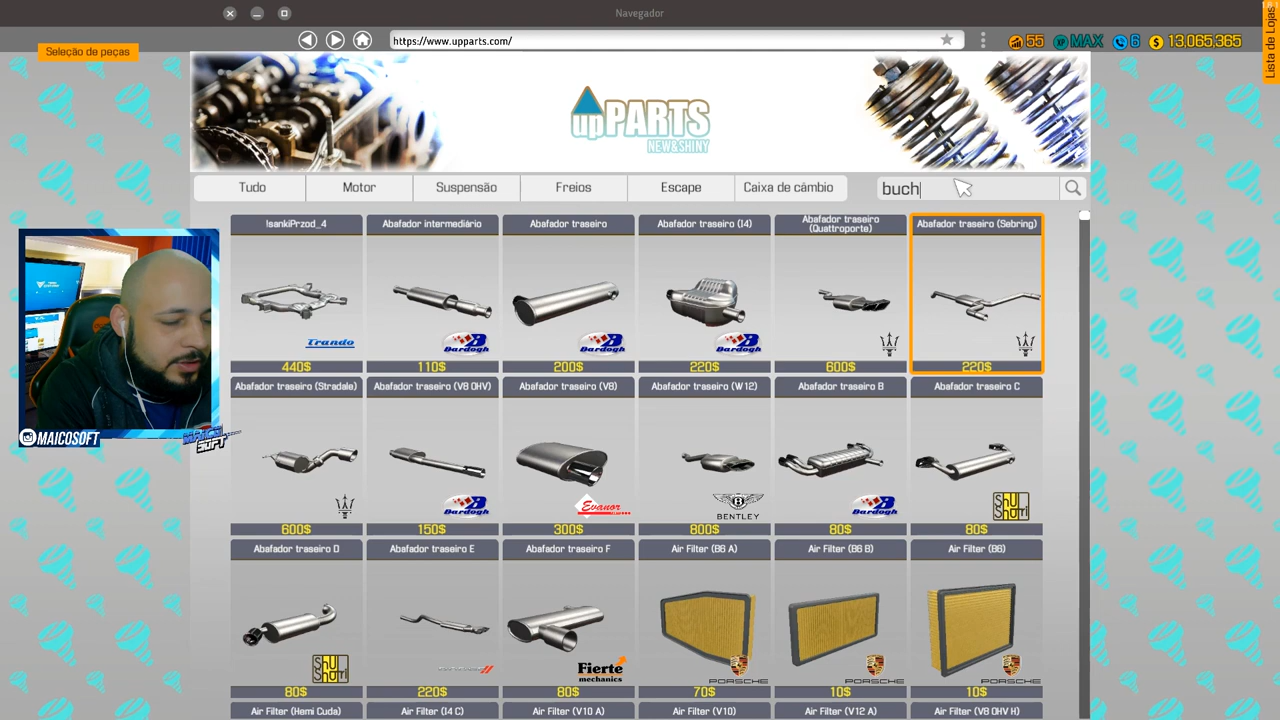 Navegador
Seleção de peças
https://www.upparts.com/
55
MAX
6
$ 13,065,365
Lista de Lojas
upPARTS
NEW&SHINY
Tudo
Motor
Suspensão
Freios
Escape
Caixa de câmbio
buch
!sankiPrzod_4
Abafador intermediário
Abafador traseiro
Abafador traseiro (I4)
Abafador traseiro
(Quattroporte)
Abafador traseiro (Sebring)
Trando
Bardogh
Bardogh
Bardogh
440$
110$
200$
220$
600$
220$
Abafador traseiro (Stradale)
Abafador traseiro (V8 OHV)
Abafador traseiro (V8)
Abafador traseiro (W12)
Abafador traseiro B
Abafador traseiro C
Bardogh
Evanor
BENTLEY
Bardogh
600$
150$
300$
800$
80$
80$
Abafador traseiro D
Abafador traseiro E
Abafador traseiro F
Air Filter (B6 A)
Air Filter (B6 B)
Air Filter (B6)
Fierte
mechanics
PORSCHE
PORSCHE
PORSCHE
80$
220$
80$
70$
10$
10$
Air Filter (Hemi Cuda)
Air Filter (I4 C)
Air Filter (V10 A)
Air Filter (V10)
Air Filter (V12 A)
Air Filter (V8 OHV H)
MAICOSOFT